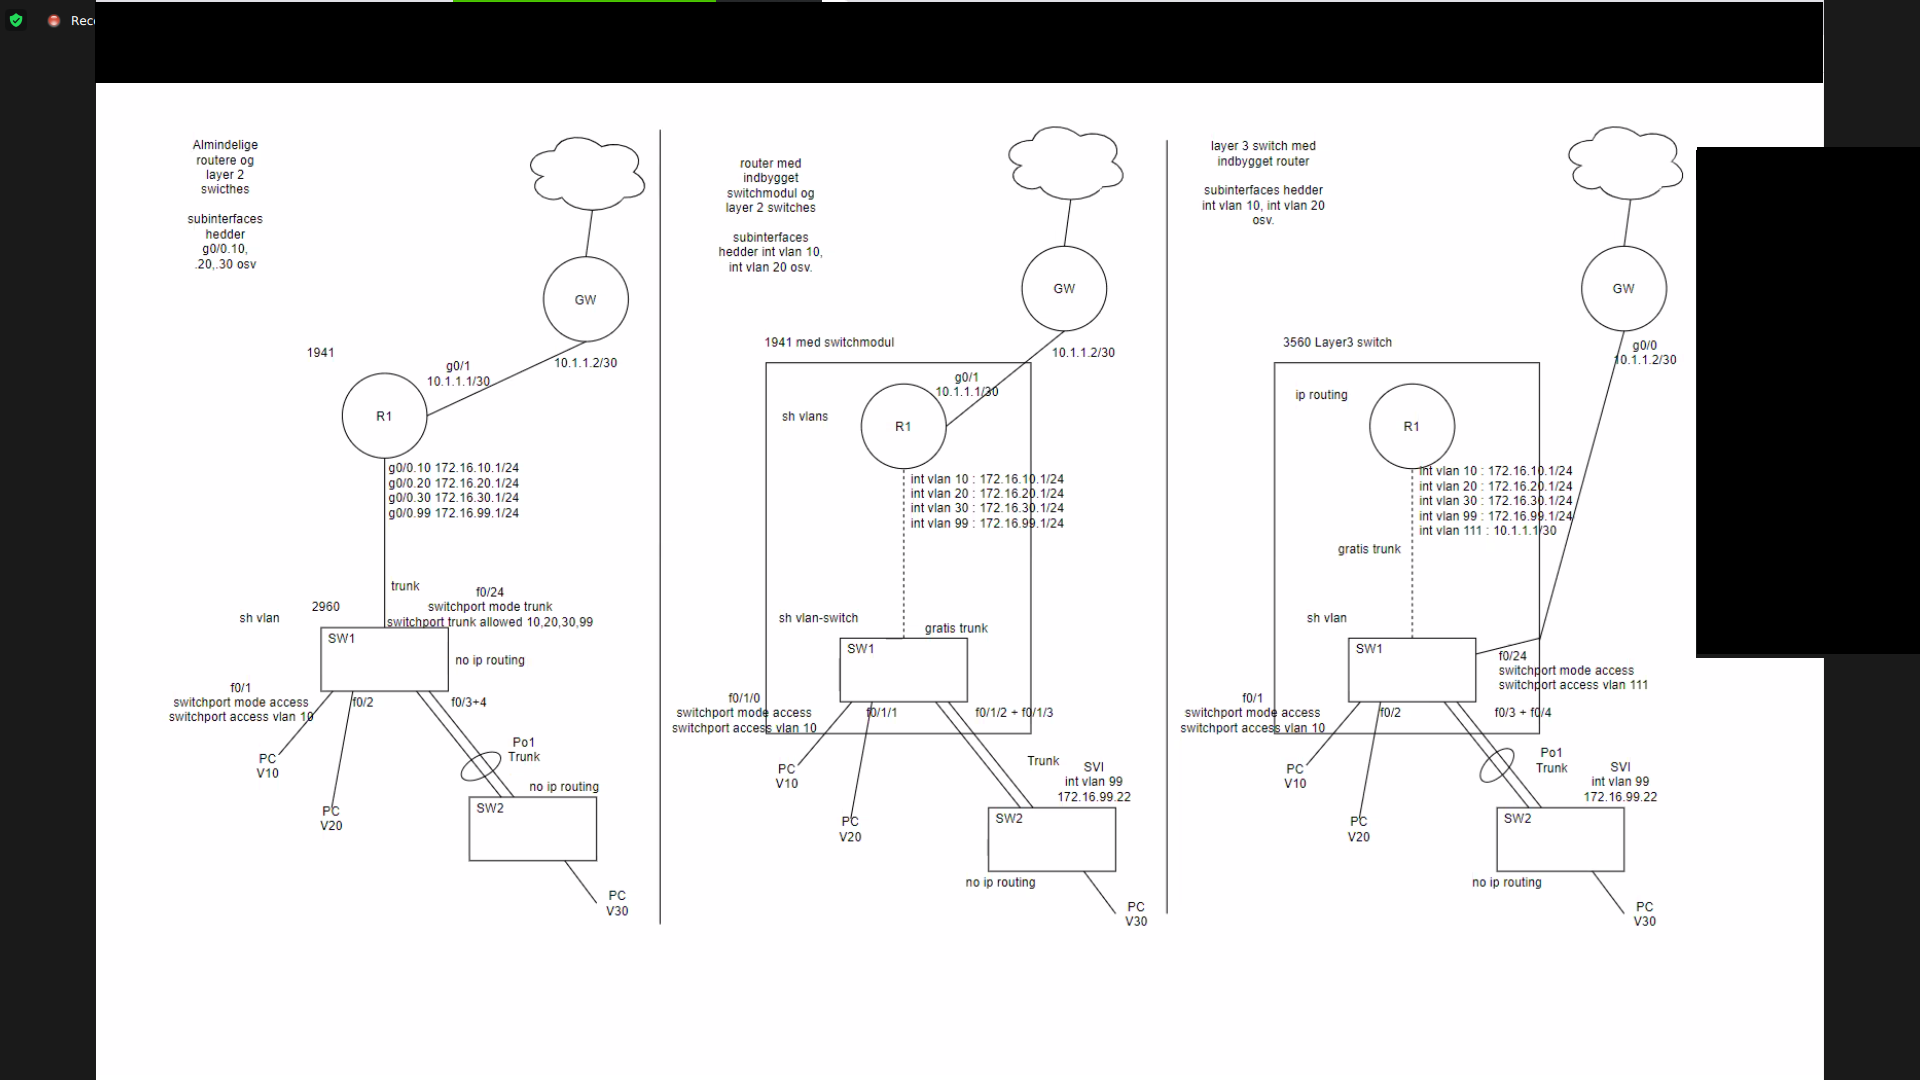 Reco
Almindelige
routere og
layer 2
swicthes
subinterfaces
hedder
g0/0.10,
.20,.30 osv
GW
1941
g0/1
10.1.1.1/30
10.1.1.2/30
R1
g0/0.10 172.16.10.1/24
g0/0.20 172.16.20.1/24
g0/0.30 172.16.30.1/24
g0/0.99 172.16.99.1/24
trunk
f0/24
switchport mode trunk
switchport trunk allowed 10,20,30,99
2960
sh vlan
SW1
no ip routing
f0/1
switchport mode access
switchport access vlan 10
f0/2
f0/3+4
PC
V10
Po1
Trunk
PC
V20
no ip routing
SW2
PC
V30
router med
indbygget
switchmodul og
layer 2 switches
subinterfaces
hedder int vlan 10,
int vlan 20 osv.
GW
1941 med switchmodul
10.1.1.2/30
g0/1
10.1.1.1/30
sh vlans
R1
int vlan 10 : 172.16.10.1/24
int vlan 20 : 172.16.20.1/24
int vlan 30 : 172.16.30.1/24
int vlan 99 : 172.16.99.1/24
sh vlan-switch
gratis trunk
SW1
f0/1/0
switchport mode access
switchport access vlan 10
f0/1/1
f0/1/2 + f0/1/3
PC
V10
Trunk
SVI
int vlan 99
172.16.99.22
PC
V20
SW2
no ip routing
PC
V30
layer 3 switch med
indbygget router
subinterfaces hedder
int vlan 10, int vlan 20
osv.
GW
3560 Layer3 switch
g0/0
10.1.1.2/30
ip routing
R1
int vlan 10 : 172.16.10.1/24
int vlan 20 : 172.16.20.1/24
int vlan 30 : 172.16.30.1/24
int vlan 99 : 172.16.99.1/24
int vlan 111 : 10.1.1.1/30
gratis trunk
sh vlan
SW1
f0/24
switchport mode access
switchport access vlan 111
f0/1
switchport mode access
switchport access vlan 10
f0/2
f0/3 + f0/4
PC
V10
Po1
Trunk
SVI
int vlan 99
172.16.99.22
PC
V20
SW2
no ip routing
PC
V30